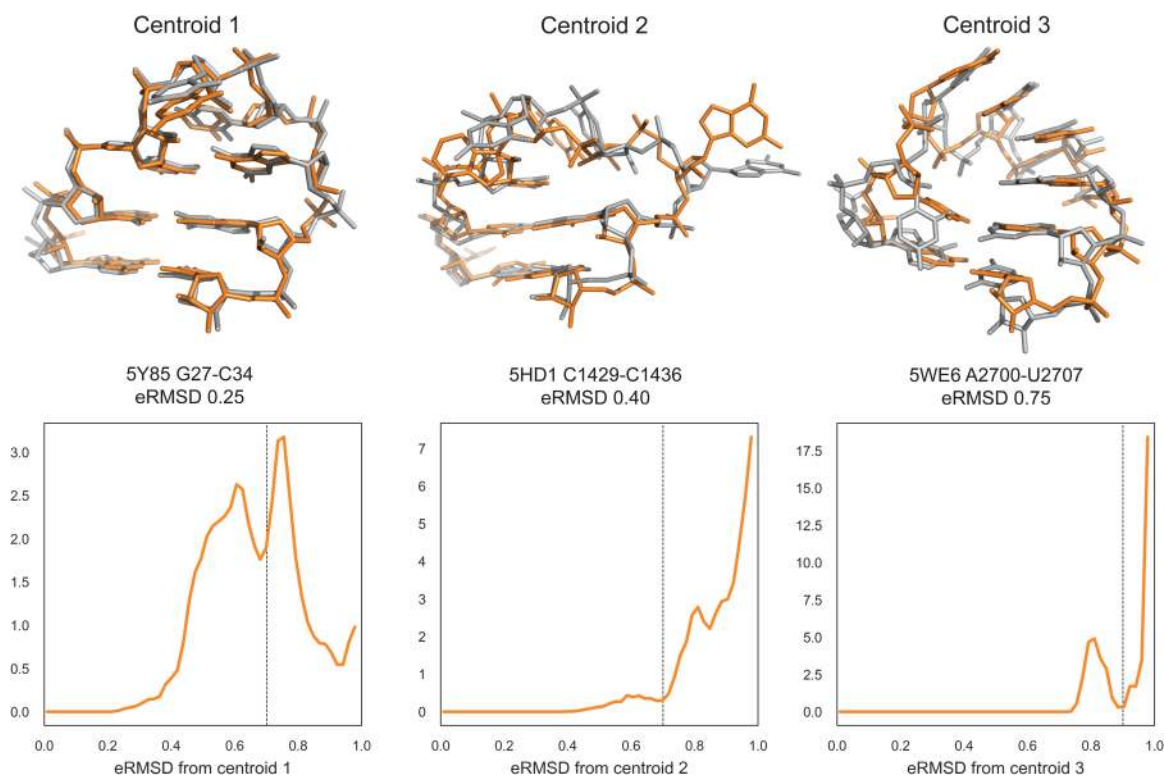 Centroid 1
Centroid 2
Centroid 3
5Y85 G27-C34
eRMSD 0.25
5HD1 C1429-C1436
eRMSD 0.40
5WE6 A2700-U2707
eRMSD 0.75
3.0
2.5
2.0
1.5
1.0
0.5
0.0
0.0 0.2 0.4 0.6 0.8 1.0
eRMSD from centroid 1
7
6
5
4
3
2
1
0
0.0 0.2 0.4 0.6 0.8 1.0
eRMSD from centroid 2
17.5
15.0
12.5
10.0
7.5
5.0
2.5
0.0
0.0 0.2 0.4 0.6 0.8 1.0
eRMSD from centroid 3